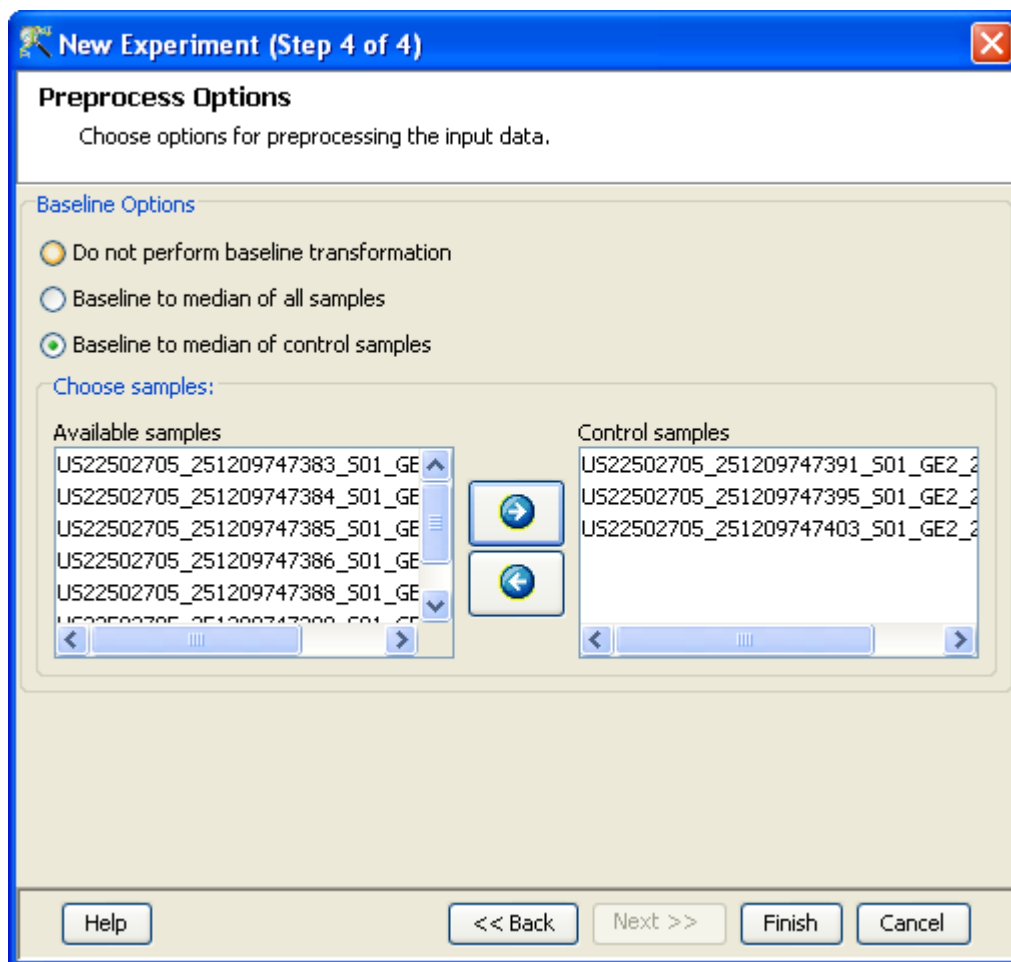 New Experiment (Step 4 of 4)
Preprocess Options
Choose options for preprocessing the input data.
Baseline Options
Do not perform baseline transformation
Baseline to median of all samples
Baseline to median of control samples
Choose samples:
Available samples
US22502705_251209747383_S01_GE
US22502705_251209747384_S01_GE
US22502705_251209747385_S01_GE
US22502705_251209747386_S01_GE
US22502705_251209747388_S01_GE
Control samples
US22502705_251209747391_S01_GE2_2
US22502705_251209747395_S01_GE2_2
US22502705_251209747403_S01_GE2_2
Help
<< Back
Next >>
Finish
Cancel